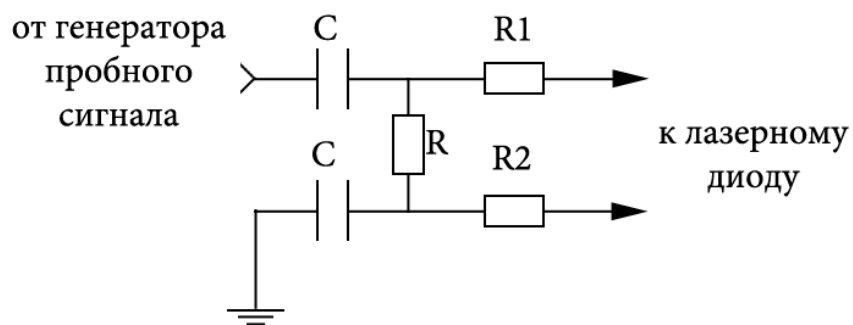 от генератора
пробного
сигнала
C
R1
R
C
R2
к лазерному
диоду